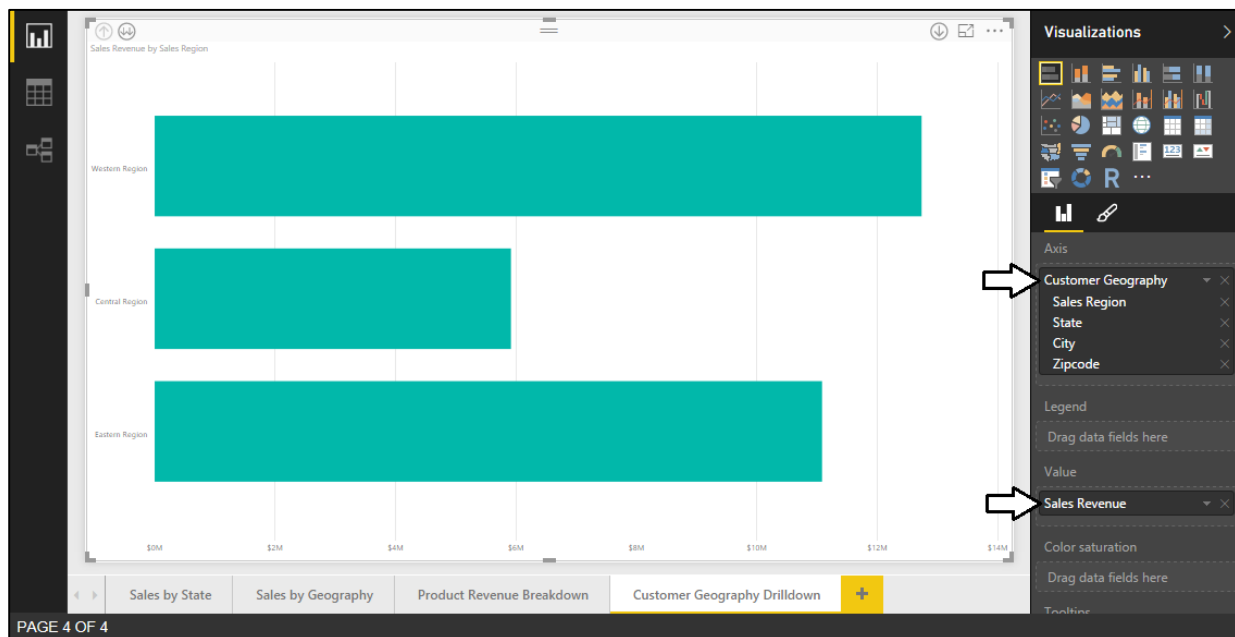 Sales Revenue by Sales Region
Western Region
Central Region
Eastern Region
$0M $2M $4M $6M $8M $10M $12M $14M
Visualizations
123
R
Axis
Customer Geography
Sales Region
State
City
Zipcode
Legend
Drag data fields here
Value
Sales Revenue
Color saturation
Drag data fields here
Tooltips
Sales by State Sales by Geography Product Revenue Breakdown Customer Geography Drilldown
PAGE 4 OF 4